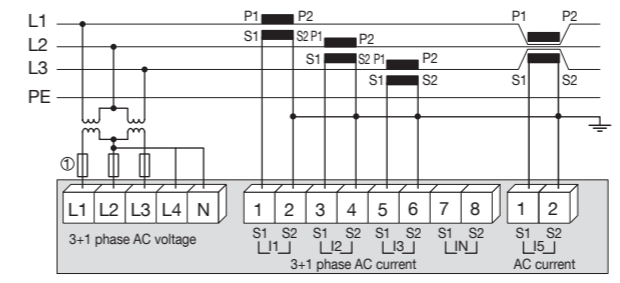 L1 P1 P2 P1 P2
S1 S2 P1 P2
L2
S1 S2 P1 P2
L3 S1 S2 S1 S2
PE
①
L1 L2 L3 L4 N 1 2 3 4 5 6 7 8 1 2
S1 S2 S1 S2 S1 S2 S1 S2 S1 S2
3+1 phase AC voltage I1 I2 I3 IN I5
3+1 phase AC current AC current